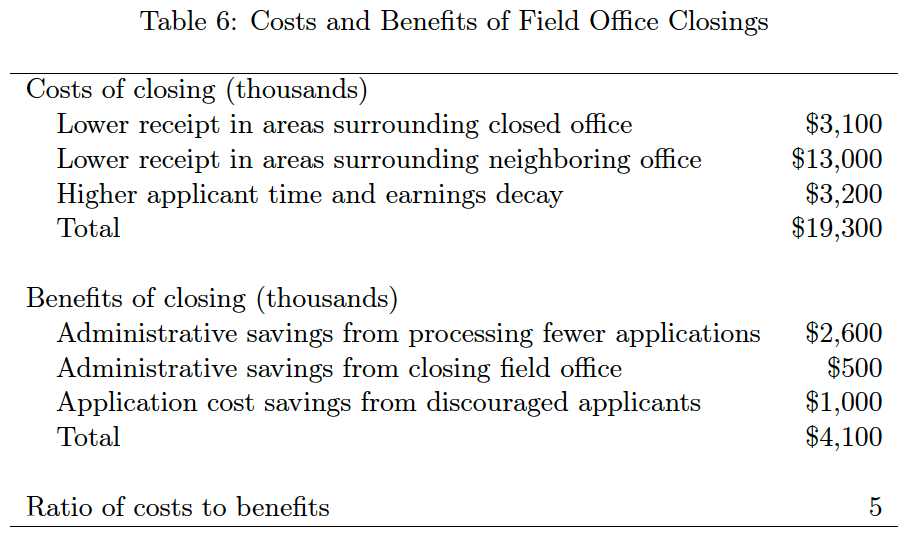 Table 6: Costs and Benefits of Field Office Closings
Costs of closing (thousands)
Lower receipt in areas surrounding closed office $3,100
Lower receipt in areas surrounding neighboring office $13,000
Higher applicant time and earnings decay $3,200
Total $19,300
Benefits of closing (thousands)
Administrative savings from processing fewer applications $2,600
Administrative savings from closing field office $500
Application cost savings from discouraged applicants $1,000
Total $4,100
Ratio of costs to benefits 5